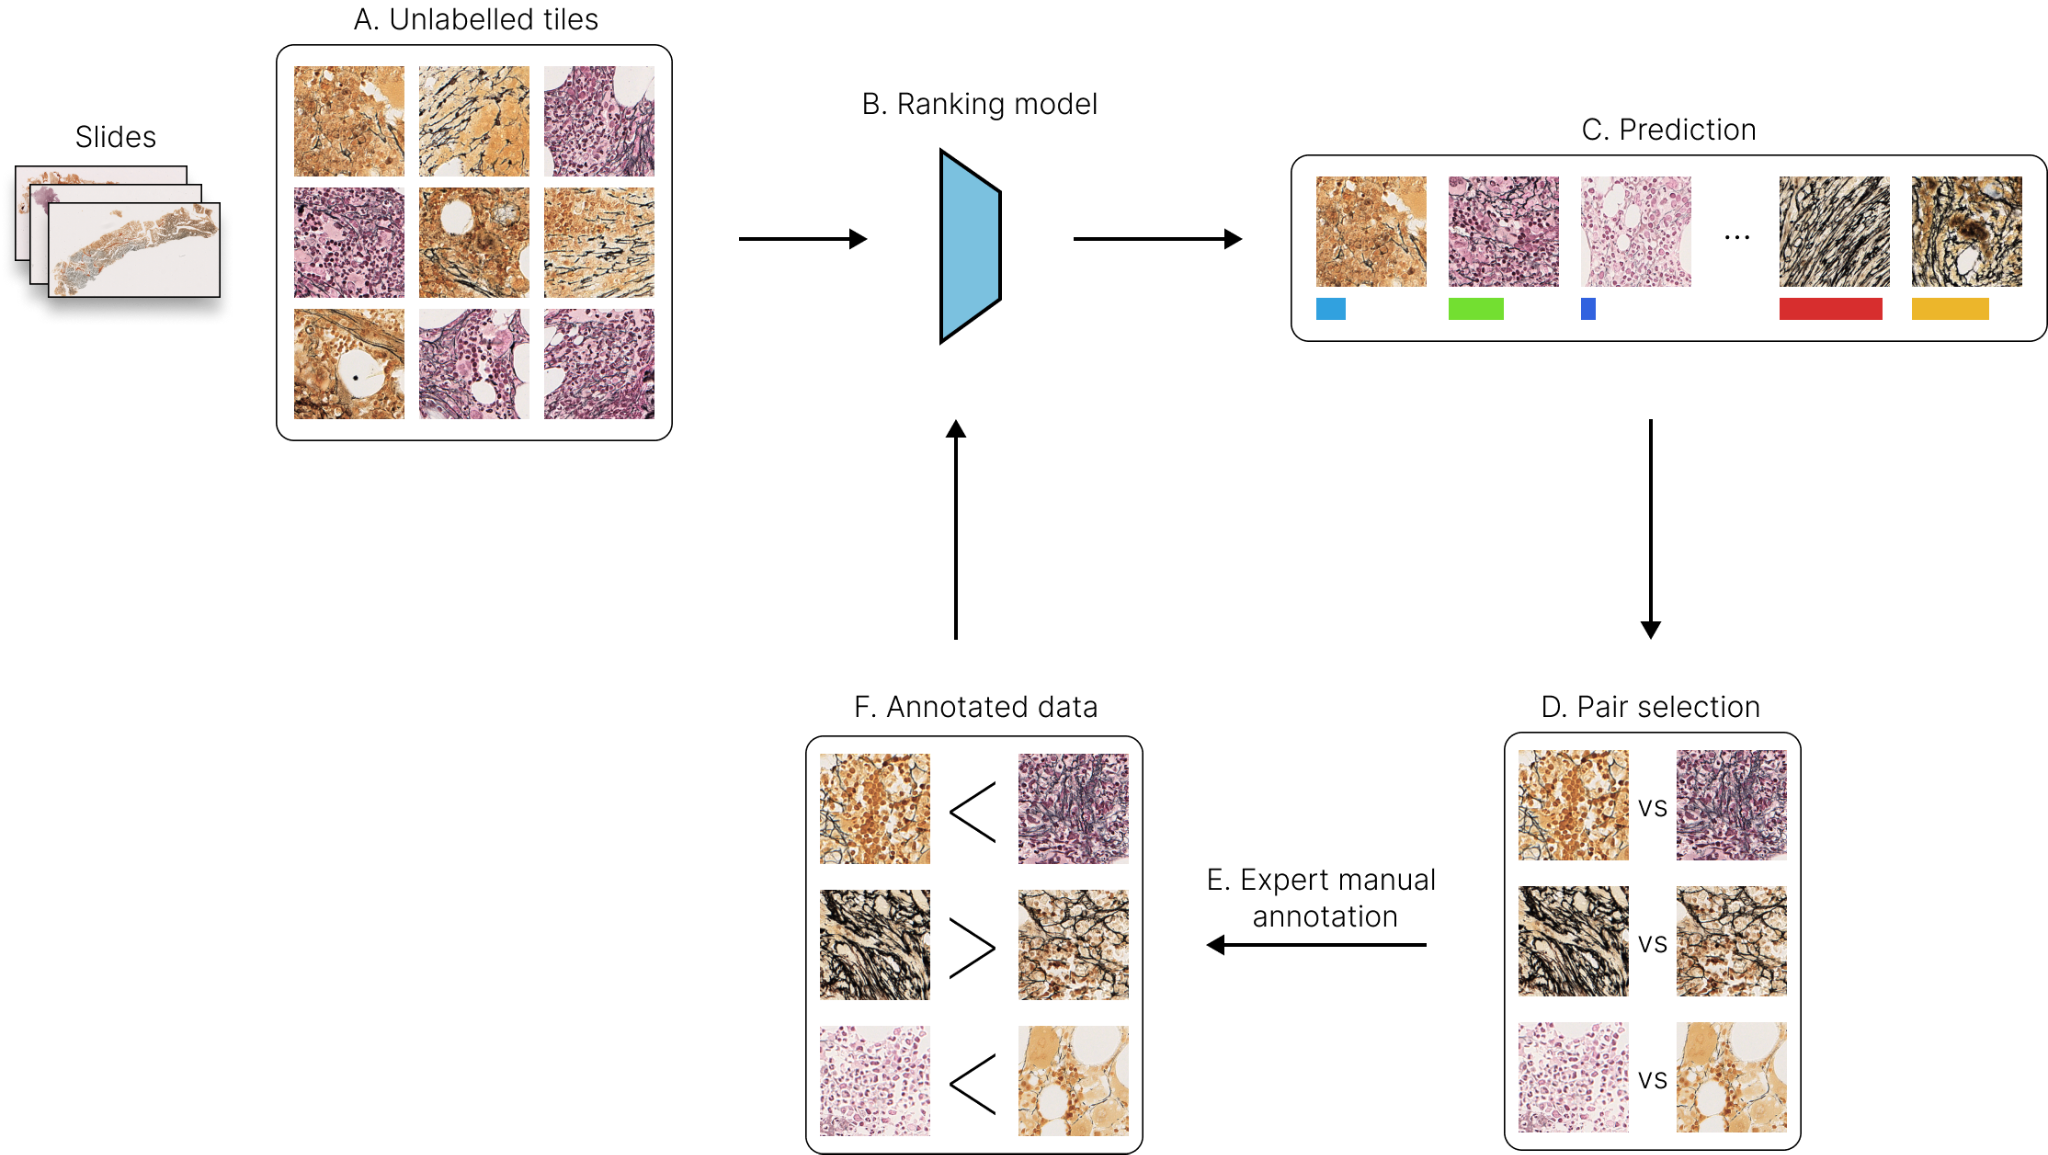 A. Unlabelled tiles
Slides
B. Ranking model
C. Prediction
...
F. Annotated data
D. Pair selection
<
vs
E. Expert manual
annotation
>
vs
<
vs